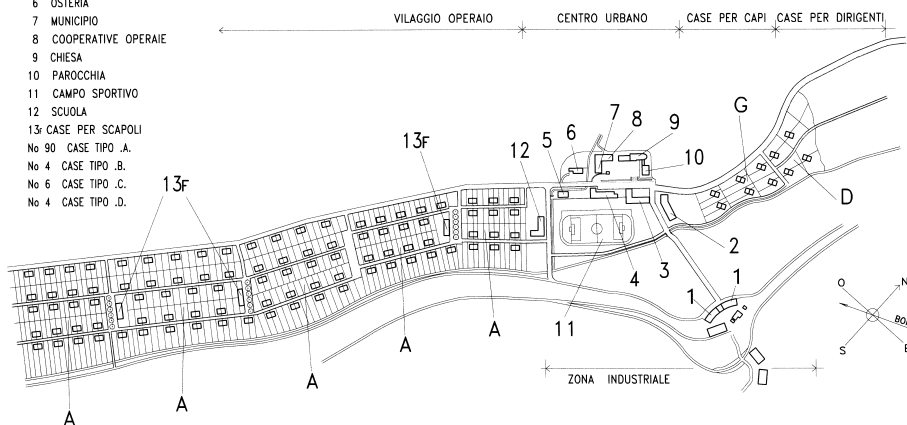 6 OSTERIA
7 MUNICIPIO
8 COOPERATIVE OPERAIE
9 CHIESA
10 PAROCCHIA
11 CAMPO SPORTIVO
12 SCUOLA
13F CASE PER SCAPOLI
No 90 CASE TIPO .A.
No 4 CASE TIPO .B.
No 6 CASE TIPO .C.
No 4 CASE TIPO .D.
VILAGGIO OPERAIO
CENTRO URBANO
CASE PER CAPI
CASE PER DIRIGENTI
13F
13F
12
5
6
7
8
9
10
G
D
2
3
4
11
1
1
A
A
A
A
A
ZONA INDUSTRIALE
O
N
S